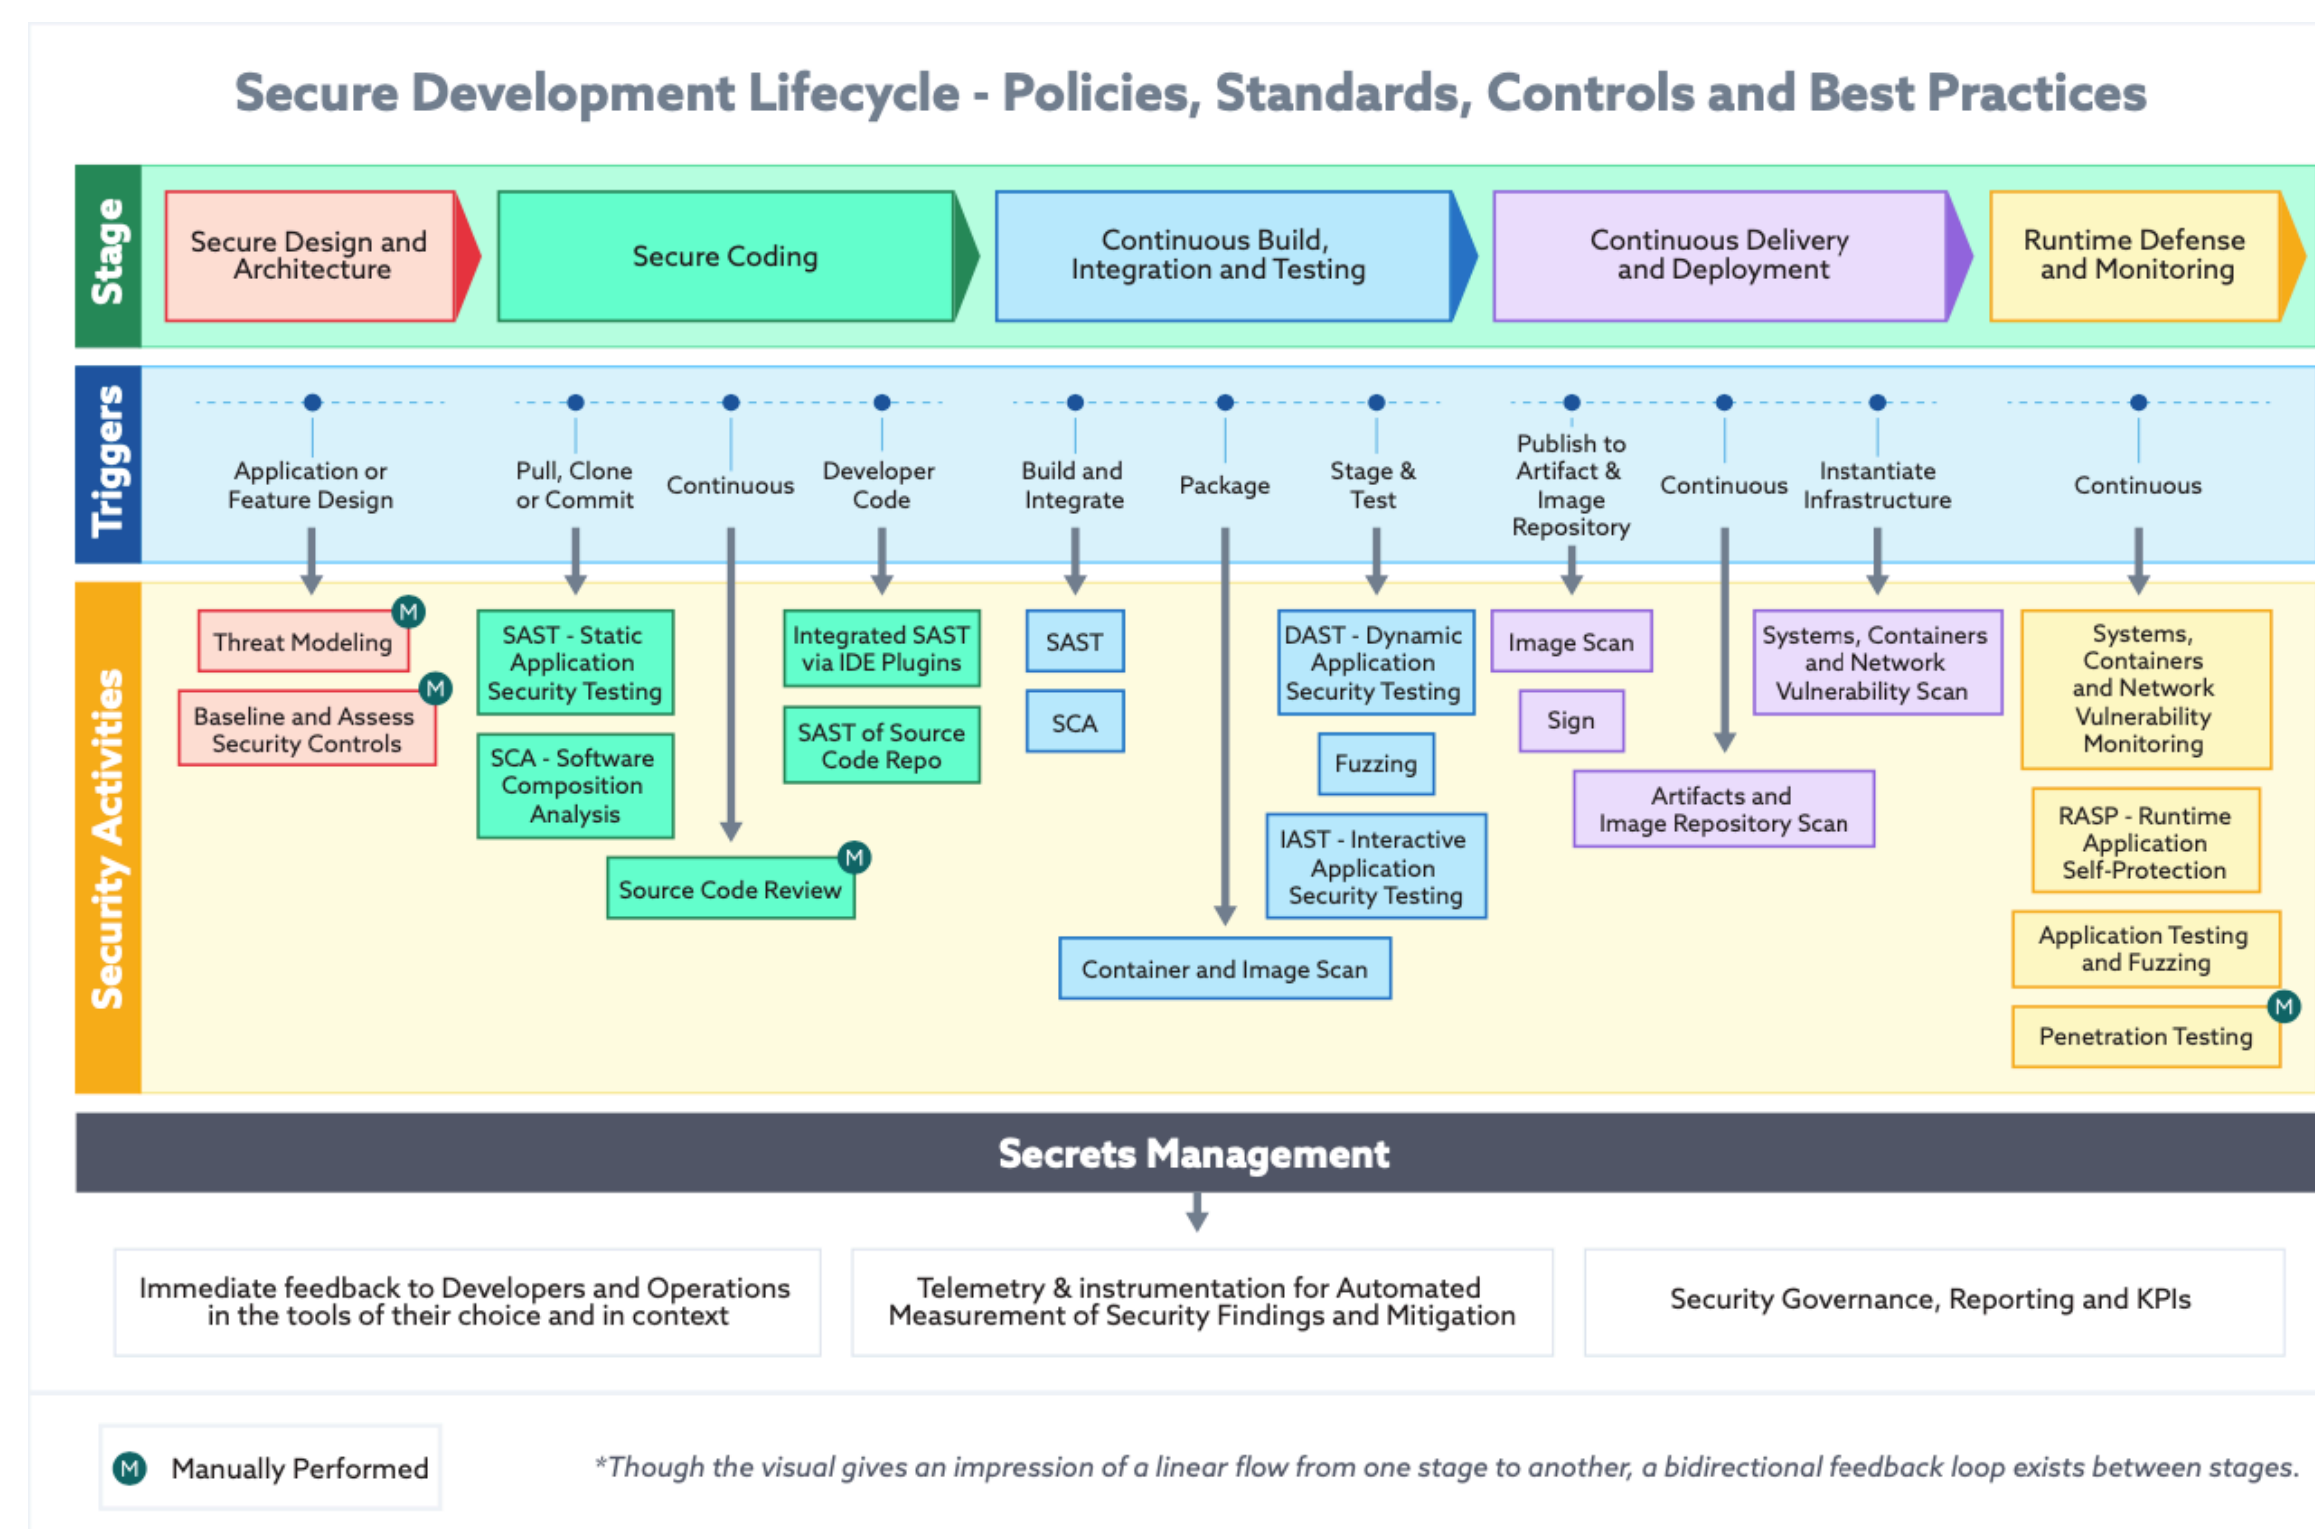 Secure Development Lifecycle - Policies, Standards, Controls and Best Practices
Stage
Secure Design and
Architecture
Secure Coding
Continuous Build,
Integration and Testing
Continuous Delivery
and Deployment
Runtime Defense
and Monitoring
Triggers
Application or
Feature Design
Pull, Clone
or Commit
Continuous
Developer
Code
Build and
Integrate
Package
Stage &
Test
Publish to
Artifact &
Image
Repository
Continuous
Instantiate
Infrastructure
Continuous
Security Activities
M
Threat Modeling
M
Baseline and Assess
Security Controls
SAST - Static
Application
Security Testing
SCA - Software
Composition
Analysis
M
Source Code Review
Integrated SAST
via IDE Plugins
SAST of Source
Code Repo
SAST
SCA
Container and Image Scan
DAST - Dynamic
Application
Security Testing
Fuzzing
IAST - Interactive
Application
Security Testing
Image Scan
Sign
Artifacts and
Image Repository Scan
Systems, Containers
and Network
Vulnerability Scan
Systems,
Containers
and Network
Vulnerability
Monitoring
RASP - Runtime
Application
Self-Protection
Application Testing
and Fuzzing
M
Penetration Testing
Secrets Management
Immediate feedback to Developers and Operations
in the tools of their choice and in context
Telemetry & instrumentation for Automated
Measurement of Security Findings and Mitigation
Security Governance, Reporting and KPIs
M Manually Performed
*Though the visual gives an impression of a linear flow from one stage to another, a bidirectional feedback loop exists between stages.